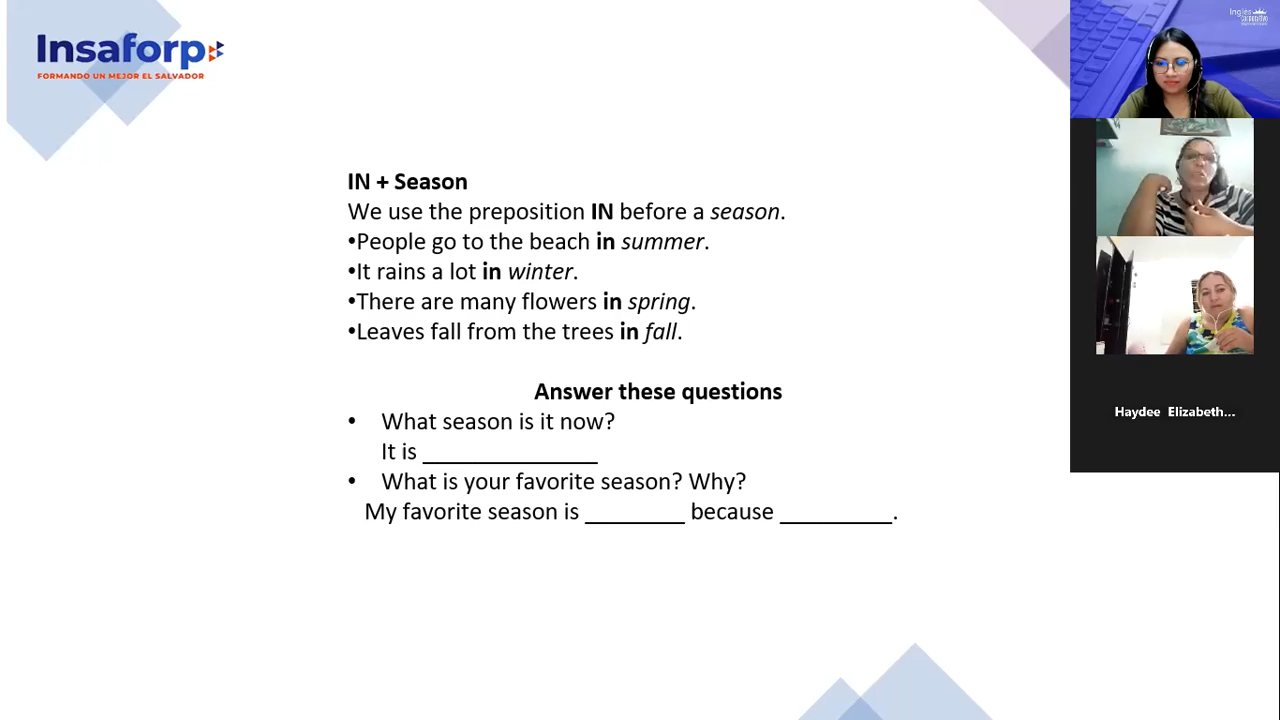 Insaforp
FORMANDO UN MEJOR EL SALVADOR
IN + Season
We use the preposition IN before a season.
•People go to the beach in summer.
•It rains a lot in winter.
•There are many flowers in spring.
•Leaves fall from the trees in fall.
Answer these questions
• What season is it now?
It is ______________
• What is your favorite season? Why?
My favorite season is ________ because _________.
Ingles
Haydee Elizabeth...